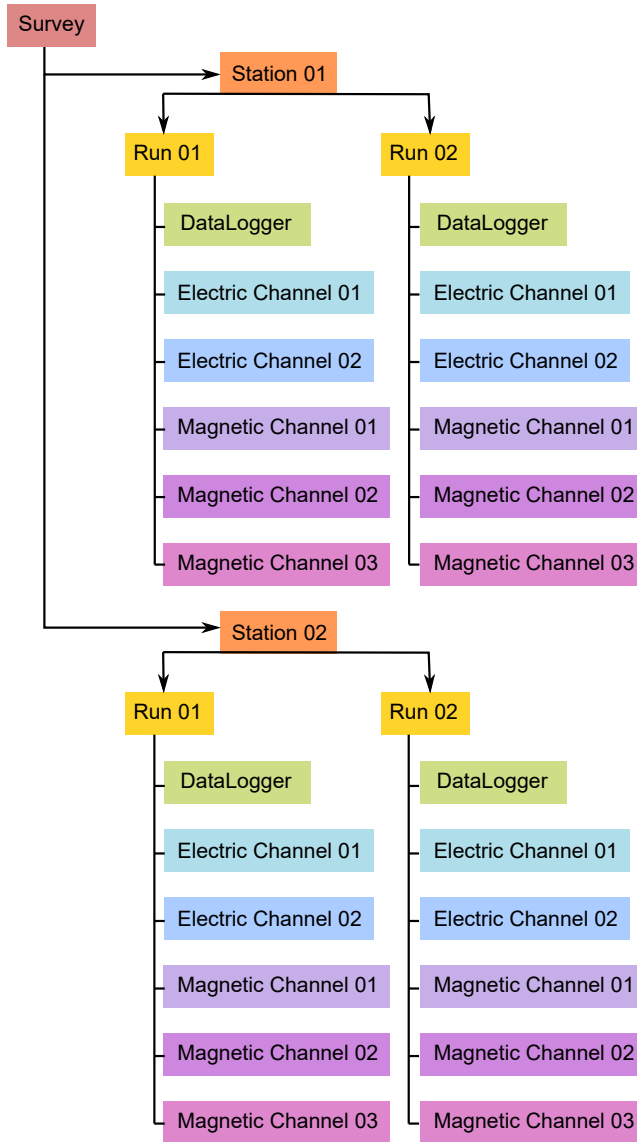 Survey
Station 01
Run 01
Run 02
DataLogger
DataLogger
Electric Channel 01
Electric Channel 01
Electric Channel 02
Electric Channel 02
Magnetic Channel 01
Magnetic Channel 01
Magnetic Channel 02
Magnetic Channel 02
Magnetic Channel 03
Magnetic Channel 03
Station 02
Run 01
Run 02
DataLogger
DataLogger
Electric Channel 01
Electric Channel 01
Electric Channel 02
Electric Channel 02
Magnetic Channel 01
Magnetic Channel 01
Magnetic Channel 02
Magnetic Channel 02
Magnetic Channel 03
Magnetic Channel 03